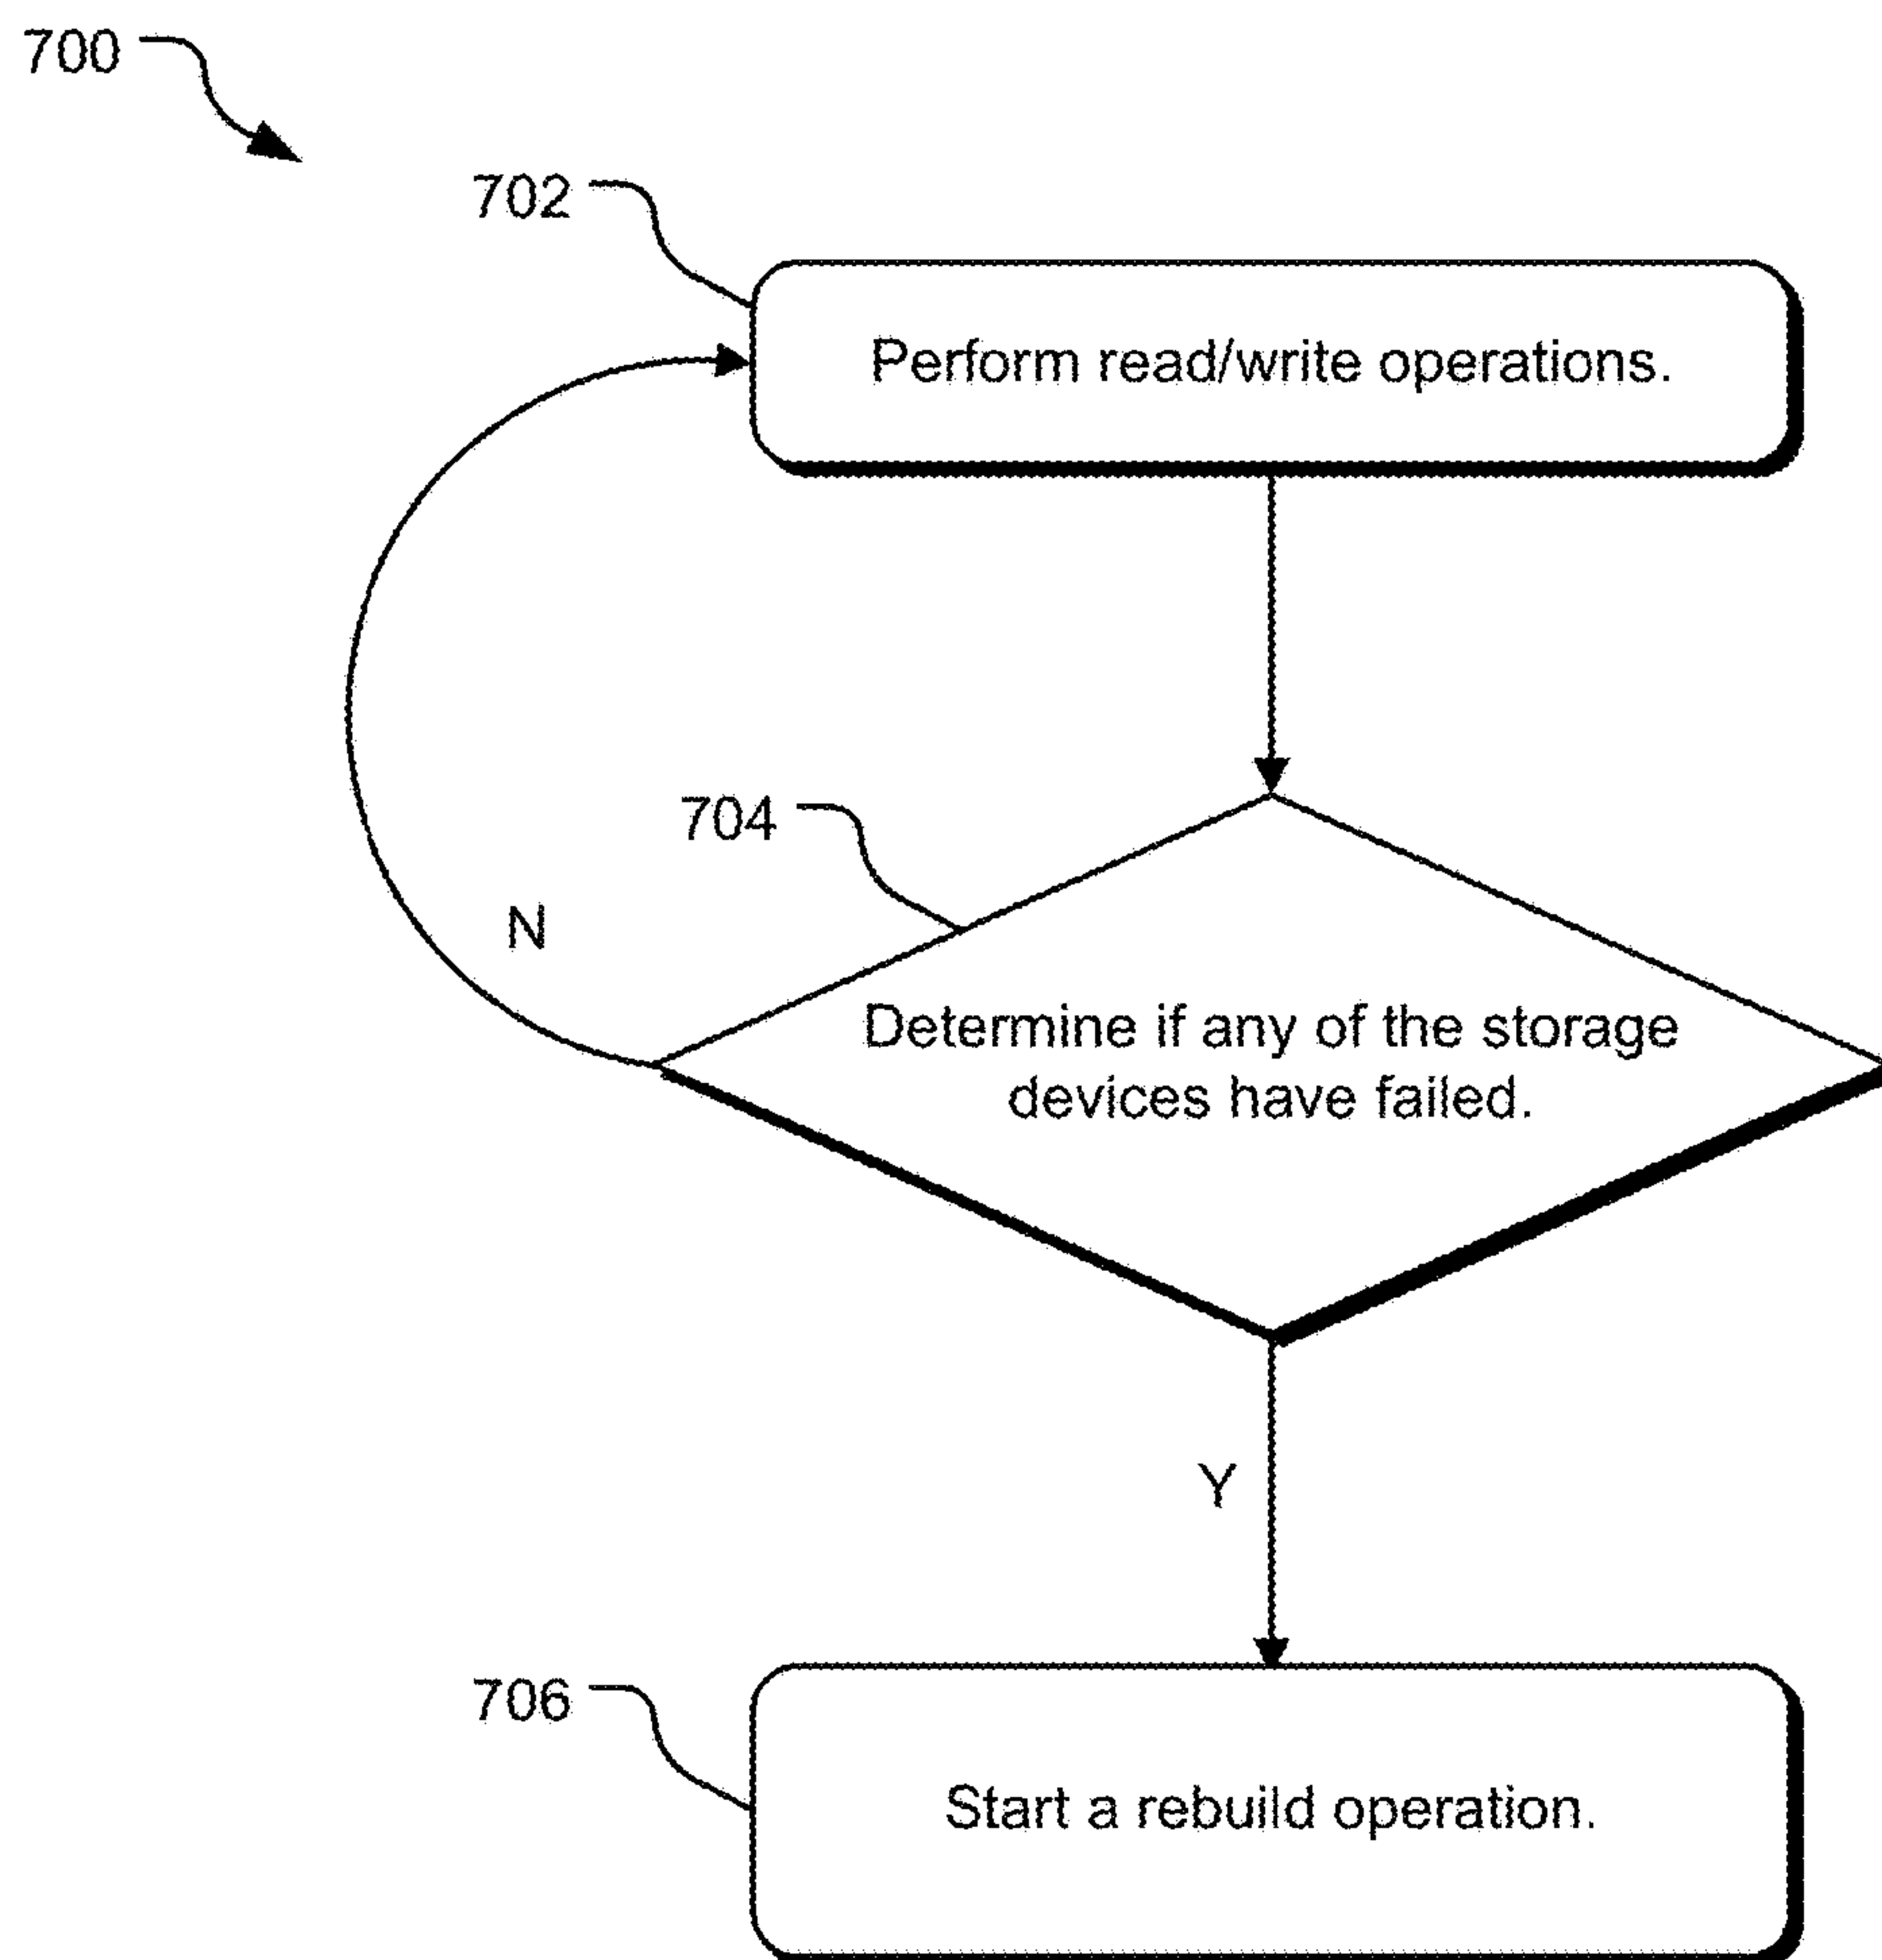 700
702
Perform read/write operations.
704
N
Determine if any of the storage
devices have failed.
Y
706
Start a rebuild operation.